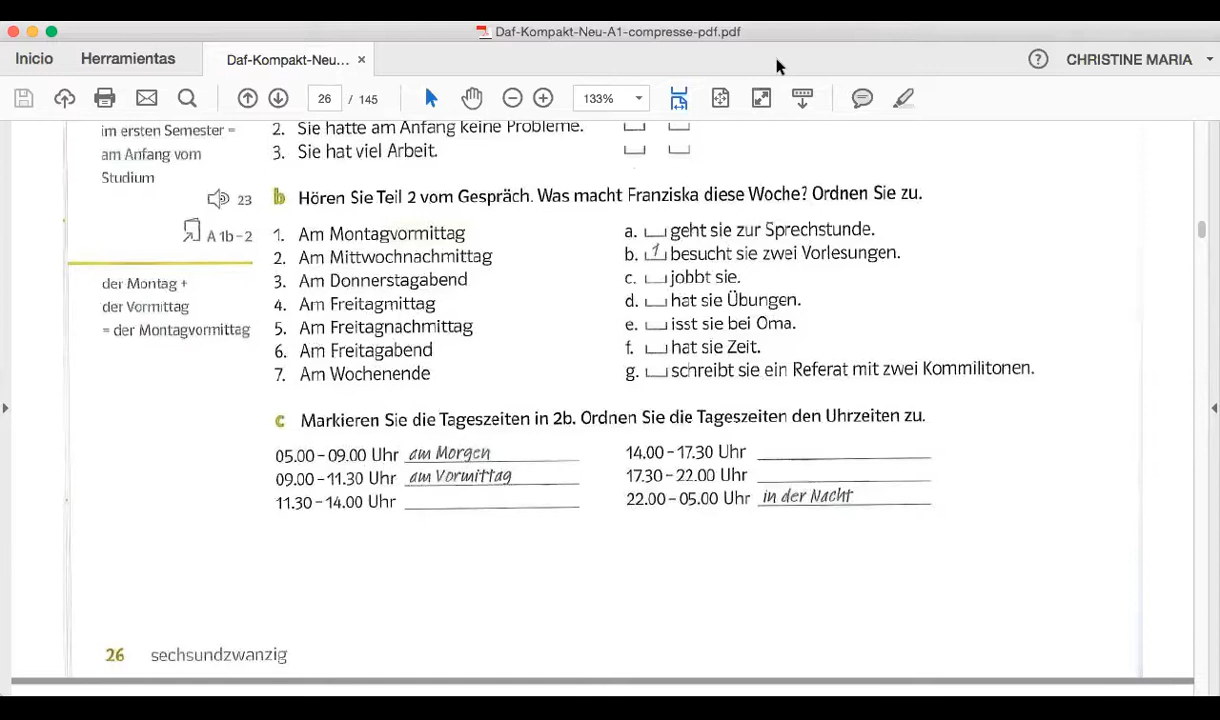 Daf-Kompakt-Neu-A1-compresse-pdf.pdf
Inicio Herramientas Daf-Kompakt-Neu... × ? CHRISTINE MARIA
26 / 145 133%
im ersten Semester =
am Anfang vom
Studium
2. Sie hatte am Anfang keine Probleme.
3. Sie hat viel Arbeit.
23
b Hören Sie Teil 2 vom Gespräch. Was macht Franziska diese Woche? Ordnen Sie zu.
A 1b–2
der Montag +
der Vormittag
= der Montagvormittag
1. Am Montagvormittag
2. Am Mittwochnachmittag
3. Am Donnerstagabend
4. Am Freitagmittag
5. Am Freitagnachmittag
6. Am Freitagabend
7. Am Wochenende
a. geht sie zur Sprechstunde.
b. 1 besucht sie zwei Vorlesungen.
c. jobbt sie.
d. hat sie Übungen.
e. isst sie bei Oma.
f. hat sie Zeit.
g. schreibt sie ein Referat mit zwei Kommilitonen.
c Markieren Sie die Tageszeiten in 2b. Ordnen Sie die Tageszeiten den Uhrzeiten zu.
05.00–09.00 Uhr am Morgen
09.00–11.30 Uhr am Vormittag
11.30–14.00 Uhr
14.00–17.30 Uhr
17.30–22.00 Uhr
22.00–05.00 Uhr in der Nacht
26 sechsundzwanzig